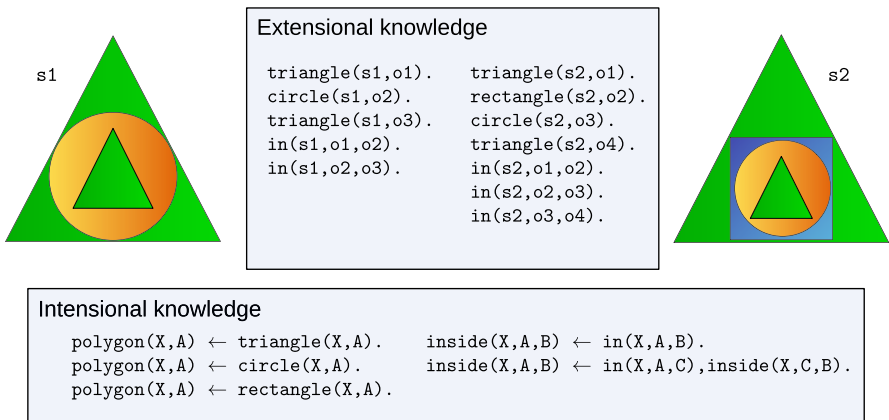 s1
Extensional knowledge
triangle(s1,o1).
circle(s1,o2).
triangle(s1,o3).
in(s1,o1,o2).
in(s1,o2,o3).
triangle(s2,o1).
rectangle(s2,o2).
circle(s2,o3).
triangle(s2,o4).
in(s2,o1,o2).
in(s2,o2,o3).
in(s2,o3,o4).
s2
Intensional knowledge
polygon(X,A) ← triangle(X,A).
polygon(X,A) ← circle(X,A).
polygon(X,A) ← rectangle(X,A).
inside(X,A,B) ← in(X,A,B).
inside(X,A,B) ← in(X,A,C),inside(X,C,B).